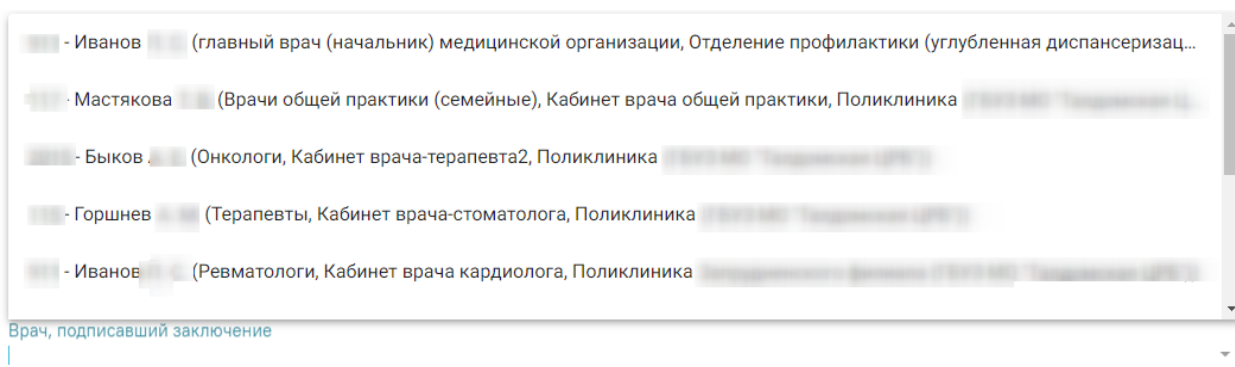 - Иванов (главный врач (начальник) медицинской организации, Отделение профилактики (углубленная диспансеризац...
- Мастякова (Врачи общей практики (семейные), Кабинет врача общей практики, Поликлиника
- Быков (Онкологи, Кабинет врача-терапевта2, Поликлиника
- Горшнев (Терапевты, Кабинет врача-стоматолога, Поликлиника
- Иванов (Ревматологи, Кабинет врача кардиолога, Поликлиника
Врач, подписавший заключение